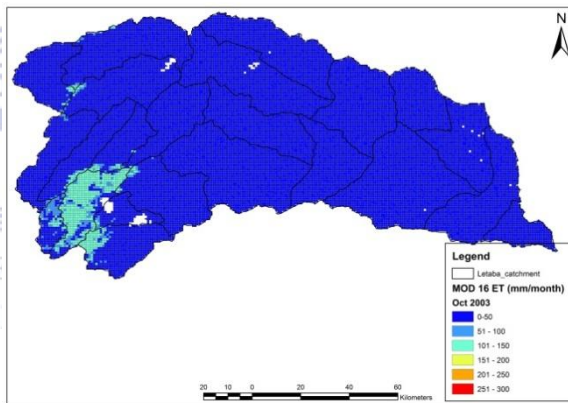 N
Legend
Letaba_catchment
MOD 16 ET (mm/month)
Oct 2003
0-50
51 - 100
101 - 150
151 - 200
201 - 250
251 - 300
20 10 0 20 40 60
Kilometers